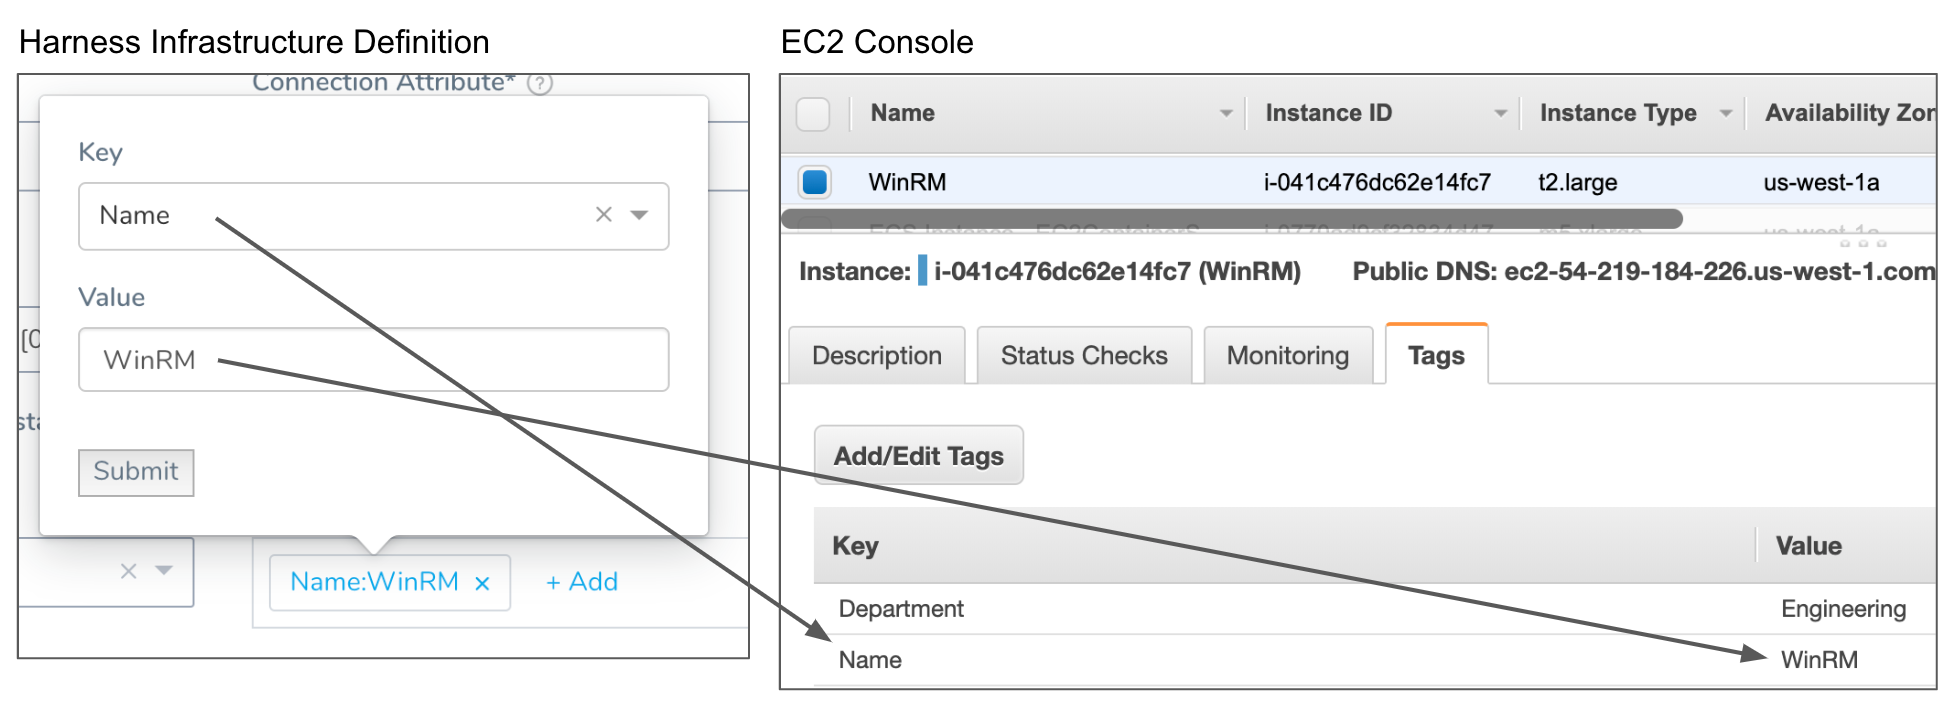 Harness Infrastructure Definition
Connection Attribute* ?
Key
Name
Value
[0
WinRM
sta
Submit
Name:WinRM × + Add
EC2 Console
Name Instance ID Instance Type Availability Zon
WinRM i-041c476dc62e14fc7 t2.large us-west-1a
Instance: i-041c476dc62e14fc7 (WinRM) Public DNS: ec2-54-219-184-226.us-west-1.com
Description Status Checks Monitoring Tags
Add/Edit Tags
Key Value
Department Engineering
Name WinRM